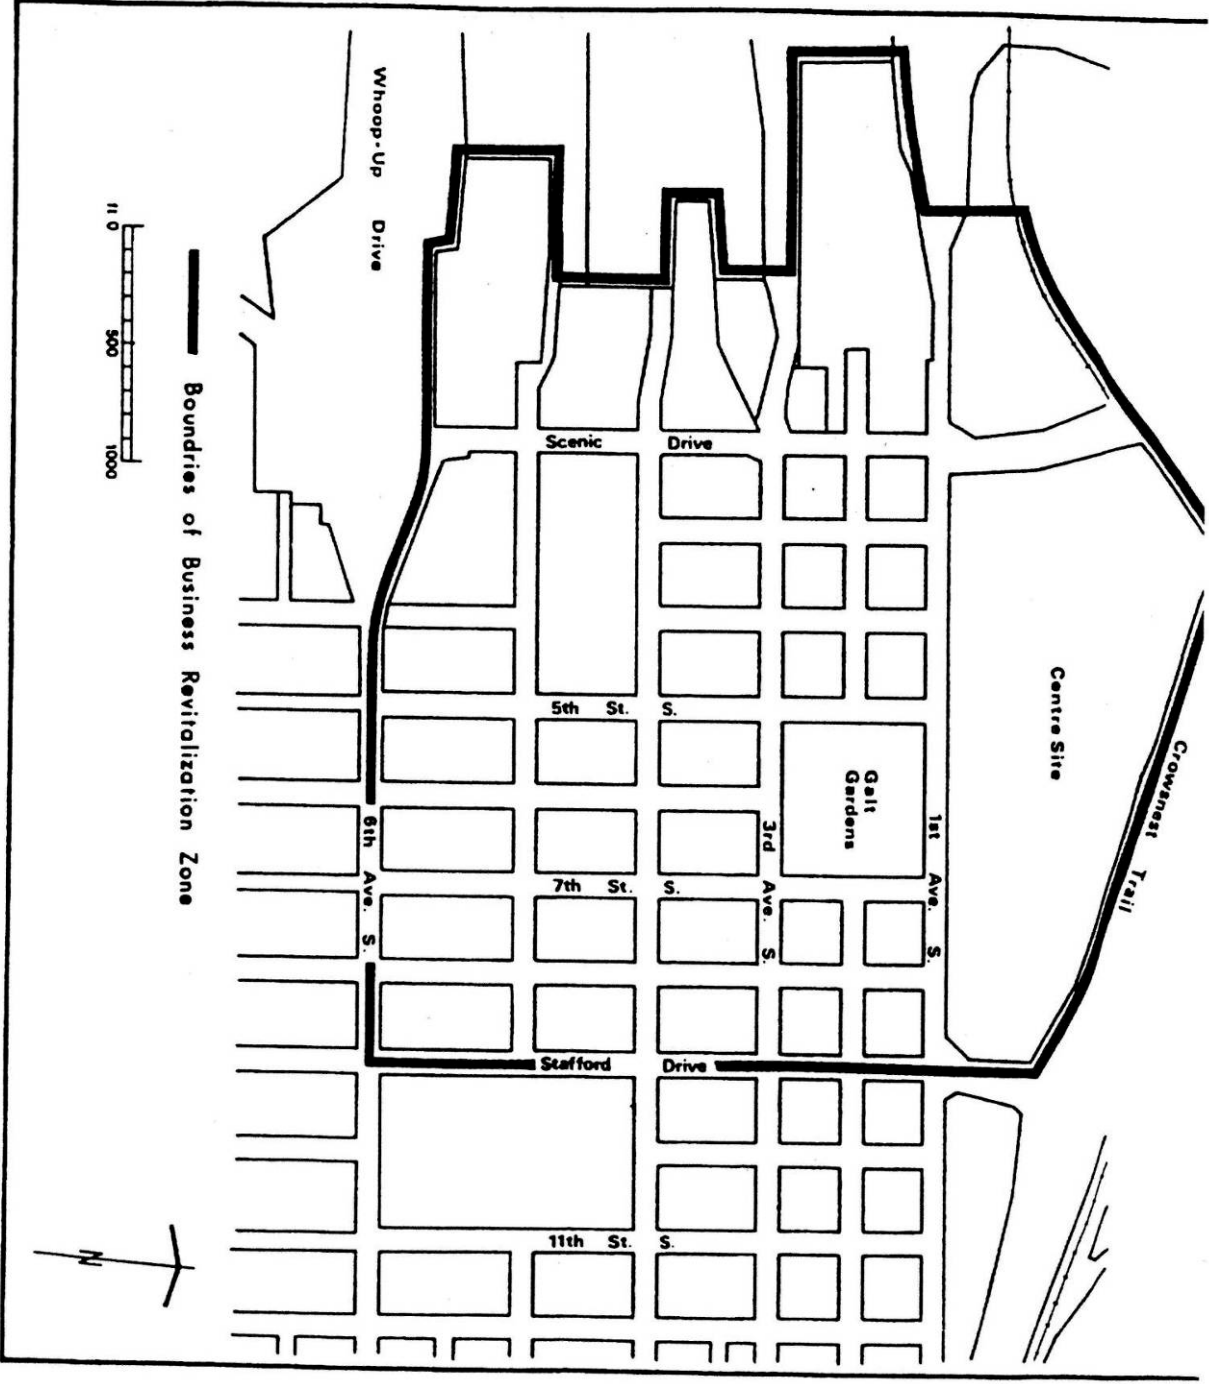 Whoop-Up Drive
Scenic Drive
5th St. S.
7th St. S.
Stafford Drive
11th St. S.
6th Ave. S.
3rd Ave. S.
1st Ave. S.
Galt
Gardens
Centre Site
Crowsnest Trail
Boundries of Business Revitalization Zone
ft 0 500 1000
N